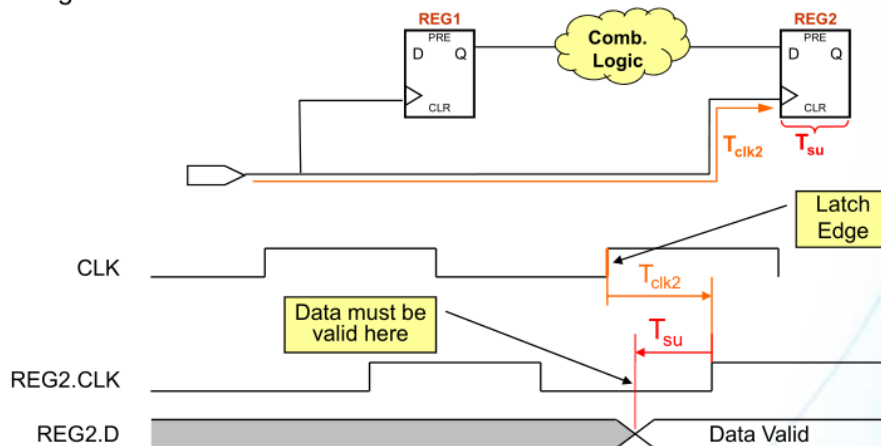 REG1
PRE
D Q
CLR
Comb.
Logic
REG2
PRE
D Q
CLR
Tclk2
Tsu
Latch
Edge
CLK
Tclk2
Data must be
valid here
Tsu
REG2.CLK
REG2.D
Data Valid